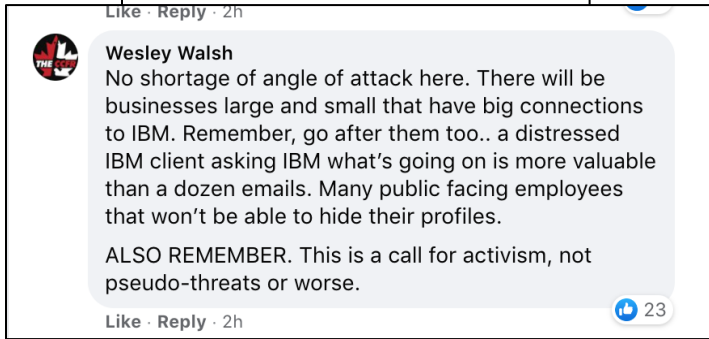 Like · Reply · 2h
THE CCFR
Wesley Walsh
No shortage of angle of attack here. There will be
businesses large and small that have big connections
to IBM. Remember, go after them too.. a distressed
IBM client asking IBM what's going on is more valuable
than a dozen emails. Many public facing employees
that won't be able to hide their profiles.
ALSO REMEMBER. This is a call for activism, not
pseudo-threats or worse.
23
Like · Reply · 2h